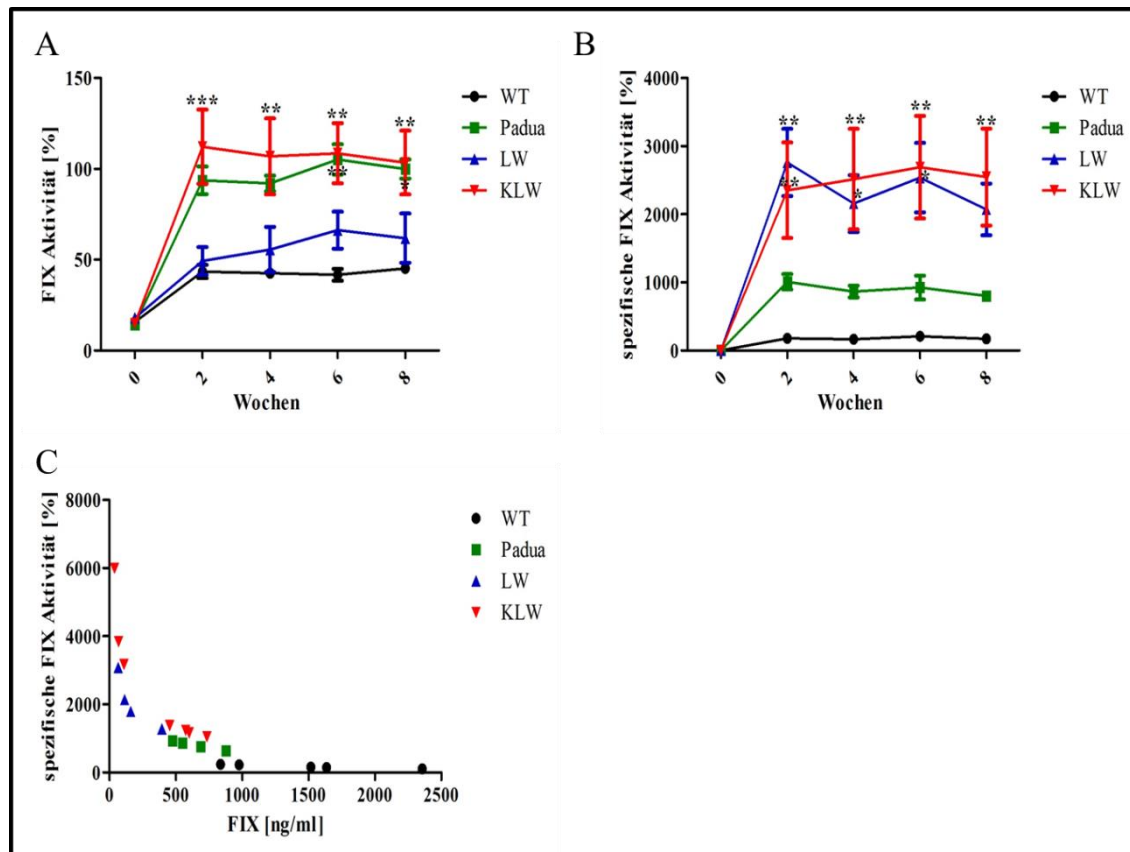 A
FIX Aktivität [%]
150
100
50
0
*** ** ** **
** *
0 2 4 6 8
Wochen
WT
Padua
LW
KLW
B
spezifische FIX Aktivität [%]
4000
3000
2000
1000
0
** ** ** **
** * *
0 2 4 6 8
Wochen
WT
Padua
LW
KLW
C
spezifische FIX Aktivität [%]
8000
6000
4000
2000
0
0 500 1000 1500 2000 2500
FIX [ng/ml]
WT
Padua
LW
KLW